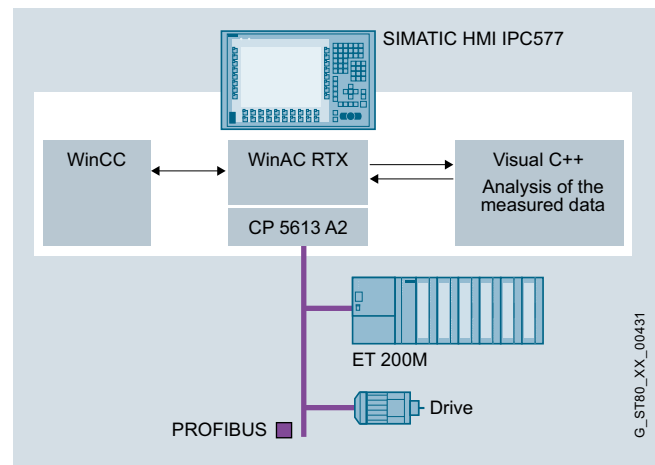 SIMATIC HMI IPC577
WinCC
WinAC RTX
Visual C++
Analysis of the
measured data
CP 5613 A2
ET 200M
Drive
PROFIBUS
G_ST80_XX_00431